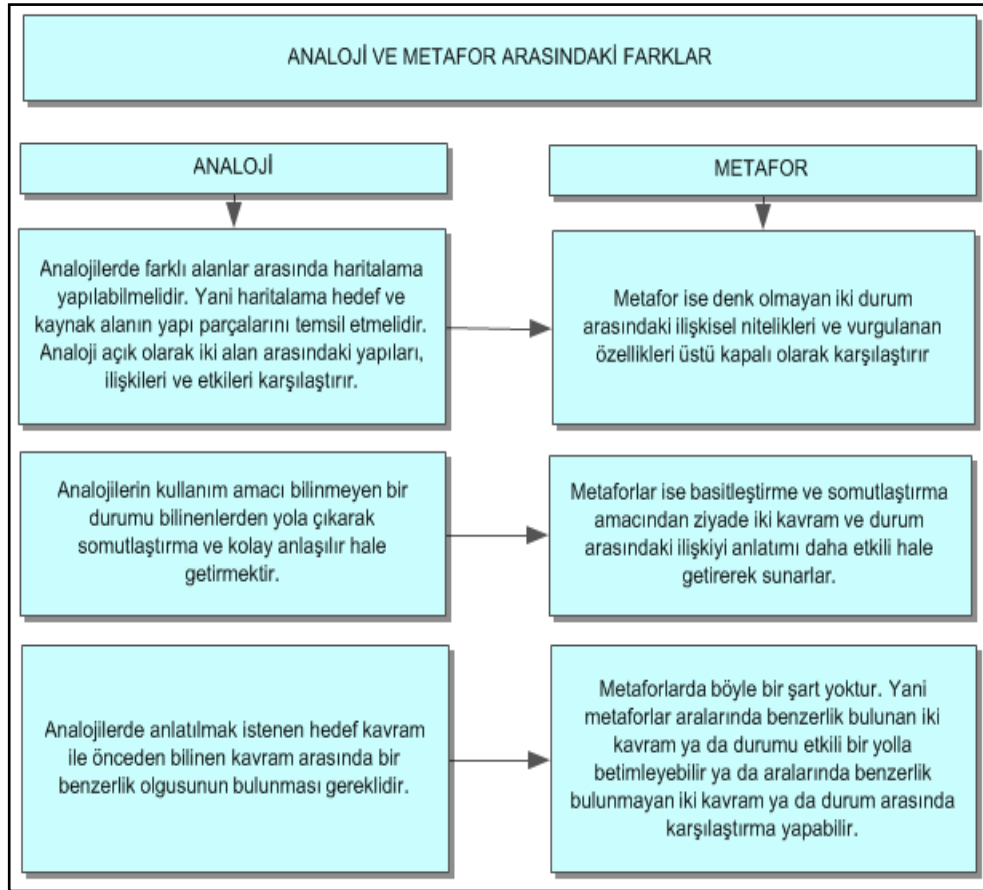 ANALOJİ VE METAFOR ARASINDAKİ FARKLAR
ANALOJİ
METAFOR
Analojilerde farklı alanlar arasında haritalama
yapılabilmelidir. Yani haritalama hedef ve
kaynak alanın yapı parçalarını temsil etmelidir.
Analoji açık olarak iki alan arasındaki yapıları,
ilişkileri ve etkileri karşılaştırır.
Metafor ise denk olmayan iki durum
arasındaki ilişkisel nitelikleri ve vurgulanan
özellikleri üstü kapalı olarak karşılaştırır
Analojilerin kullanım amacı bilinmeyen bir
durumu bilinenlerden yola çıkarak
somutlaştırma ve kolay anlaşılır hale
getirmektir.
Metaforlar ise basitleştirme ve somutlaştırma
amacından ziyade iki kavram ve durum
arasındaki ilişkiyi anlatımı daha etkili hale
getirerek sunarlar.
Analojilerde anlatılmak istenen hedef kavram
ile önceden bilinen kavram arasında bir
benzerlik olgusunun bulunması gereklidir.
Metaforlarda böyle bir şart yoktur. Yani
metaforlar aralarında benzerlik bulunan iki
kavram ya da durumu etkili bir yolla
betimleyebilir ya da aralarında benzerlik
bulunmayan iki kavram ya da durum arasında
karşılaştırma yapabilir.